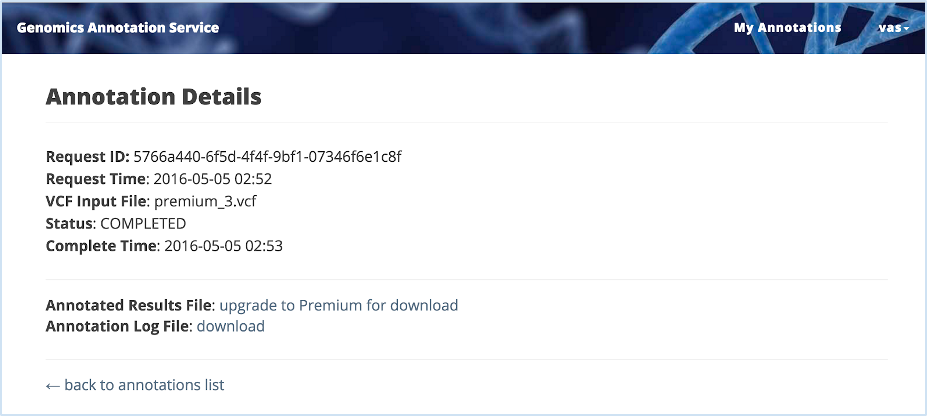 Genomics Annotation Service
My Annotations
vas
Annotation Details
Request ID: 5766a440-6f5d-4f4f-9bf1-07346f6e1c8f
Request Time: 2016-05-05 02:52
VCF Input File: premium_3.vcf
Status: COMPLETED
Complete Time: 2016-05-05 02:53
Annotated Results File: upgrade to Premium for download
Annotation Log File: download
← back to annotations list